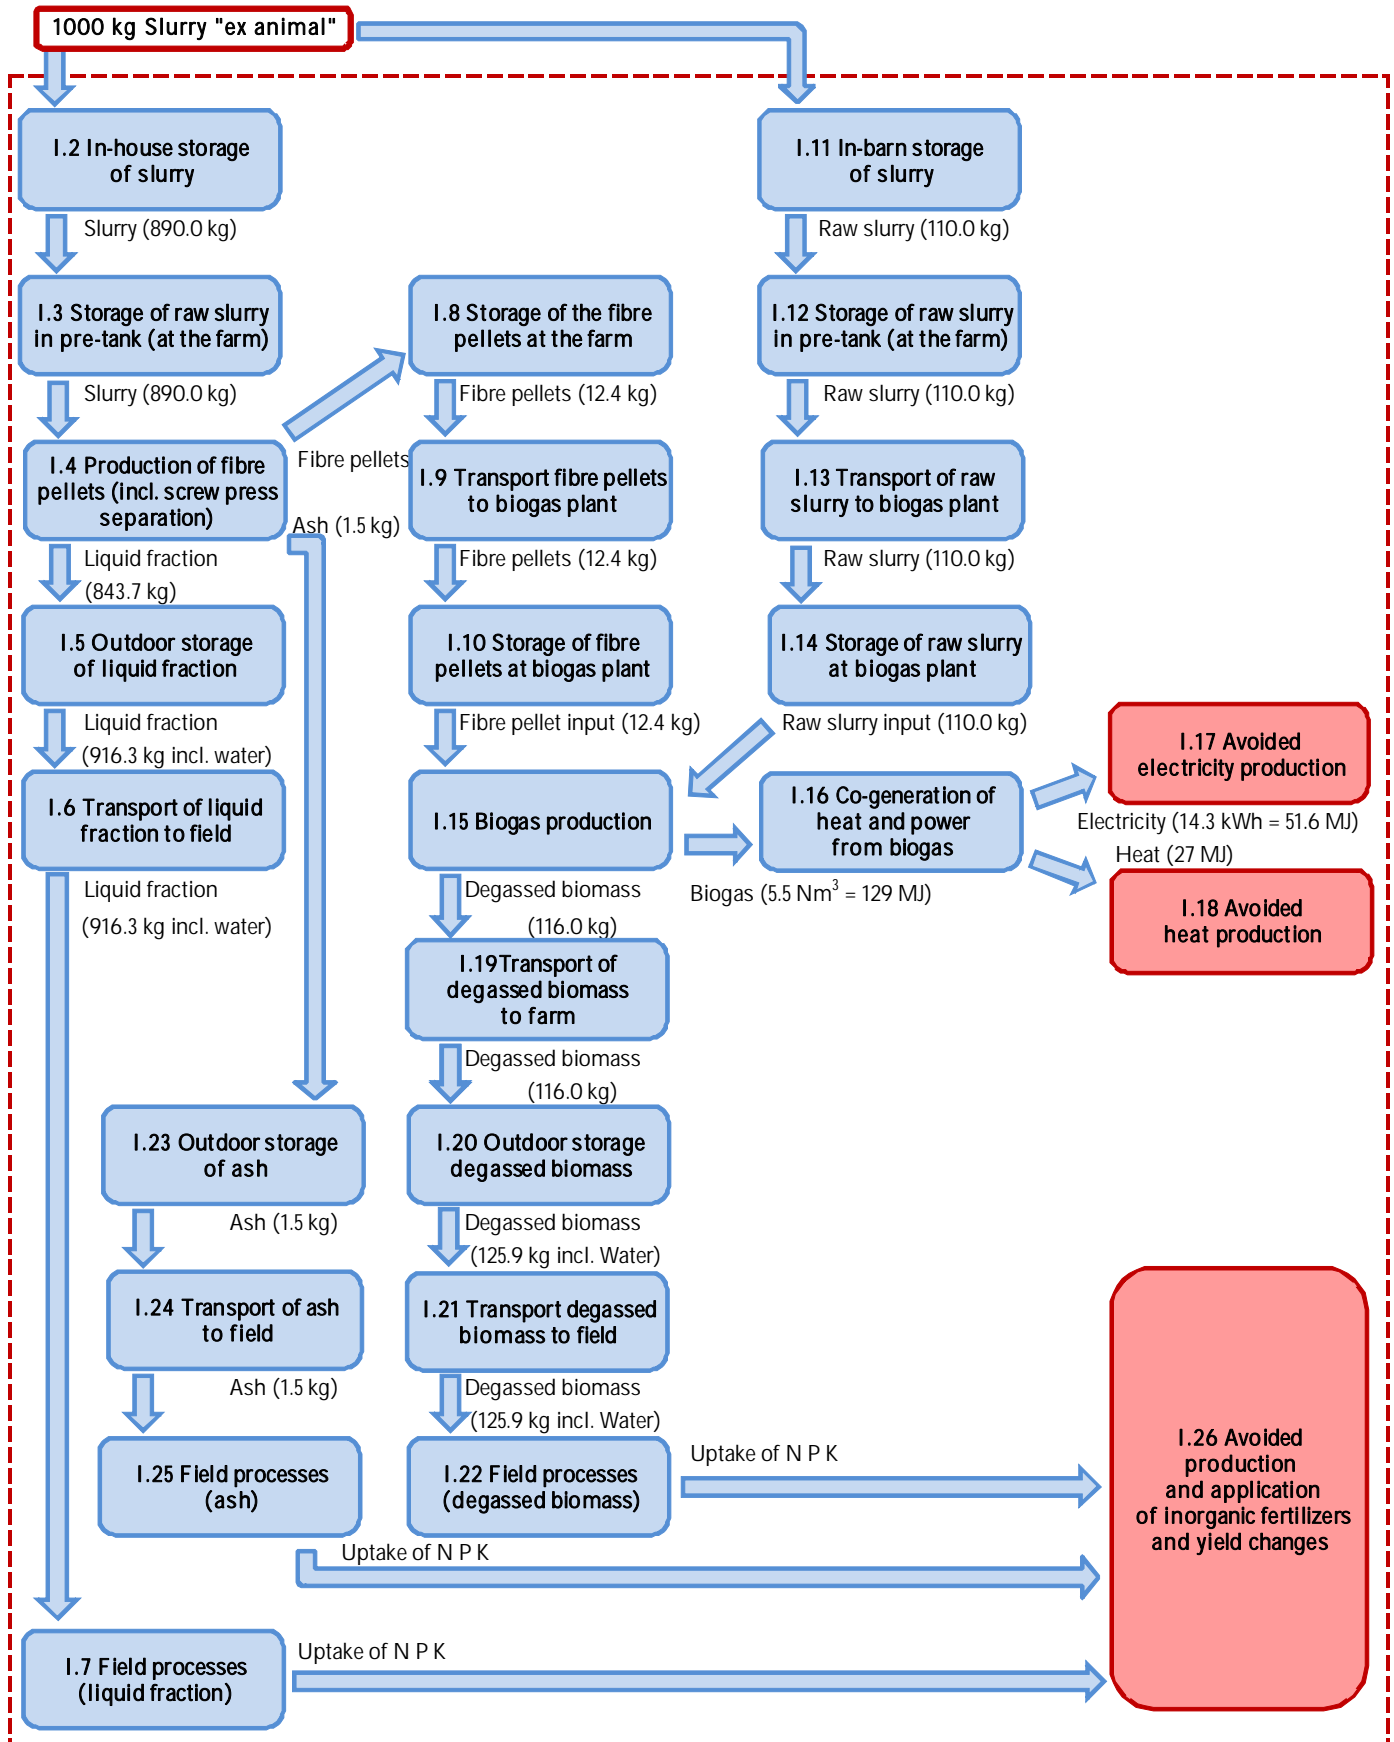 1000 kg Slurry "ex animal"
I.2 In-house storage
of slurry
I.11 In-barn storage
of slurry
Slurry (890.0 kg)
Raw slurry (110.0 kg)
I.3 Storage of raw slurry
in pre-tank (at the farm)
I.8 Storage of the fibre
pellets at the farm
I.12 Storage of raw slurry
in pre-tank (at the farm)
Slurry (890.0 kg)
Fibre pellets (12.4 kg)
Raw slurry (110.0 kg)
I.4 Production of fibre
pellets (incl. screw press
separation)
Fibre pellets
I.9 Transport fibre pellets
to biogas plant
I.13 Transport of raw
slurry to biogas plant
Ash (1.5 kg)
Liquid fraction
(843.7 kg)
Fibre pellets (12.4 kg)
Raw slurry (110.0 kg)
I.5 Outdoor storage
of liquid fraction
I.10 Storage of fibre
pellets at biogas plant
I.14 Storage of raw slurry
at biogas plant
Liquid fraction
(916.3 kg incl. water)
Fibre pellet input (12.4 kg)
Raw slurry input (110.0 kg)
I.17 Avoided
electricity production
I.6 Transport of liquid
fraction to field
I.15 Biogas production
I.16 Co-generation of
heat and power
from biogas
Electricity (14.3 kWh = 51.6 MJ)
Heat (27 MJ)
Liquid fraction
(916.3 kg incl. water)
Degassed biomass
(116.0 kg)
Biogas (5.5 Nm³ = 129 MJ)
I.18 Avoided
heat production
I.19Transport of
degassed biomass
to farm
Degassed biomass
(116.0 kg)
I.23 Outdoor storage
of ash
I.20 Outdoor storage
degassed biomass
Ash (1.5 kg)
Degassed biomass
(125.9 kg incl. Water)
I.24 Transport of ash
to field
I.21 Transport degassed
biomass to field
Ash (1.5 kg)
Degassed biomass
(125.9 kg incl. Water)
I.25 Field processes
(ash)
I.22 Field processes
(degassed biomass)
Uptake of N P K
I.26 Avoided
production
and application
of inorganic fertilizers
and yield changes
Uptake of N P K
I.7 Field processes
(liquid fraction)
Uptake of N P K